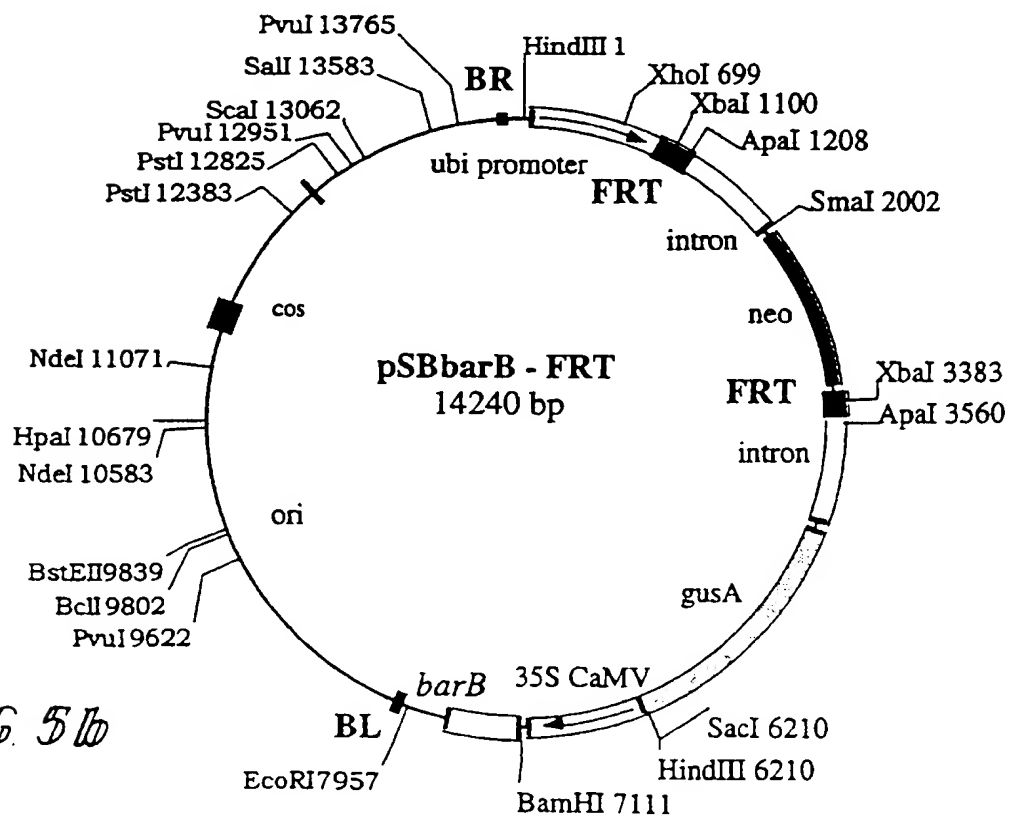 PvuI 13765
SalI 13583
ScaI 13062
PvuI 12951
PstI 12825
PstI 12383
BR
HindIII 1
XhoI 699
XbaI 1100
ApaI 1208
ubi promoter
FRT
SmaI 2002
intron
cos
neo
NdeI 11071
pSBbarB - FRT
14240 bp
FRT
XbaI 3383
ApaI 3560
HpaI 10679
NdeI 10583
intron
ori
BstEII9839
BclI 9802
PvuI 9622
gusA
barB
35S CaMV
BL
SacI 6210
HindIII 6210
EcoRI7957
BamHI 7111
5b